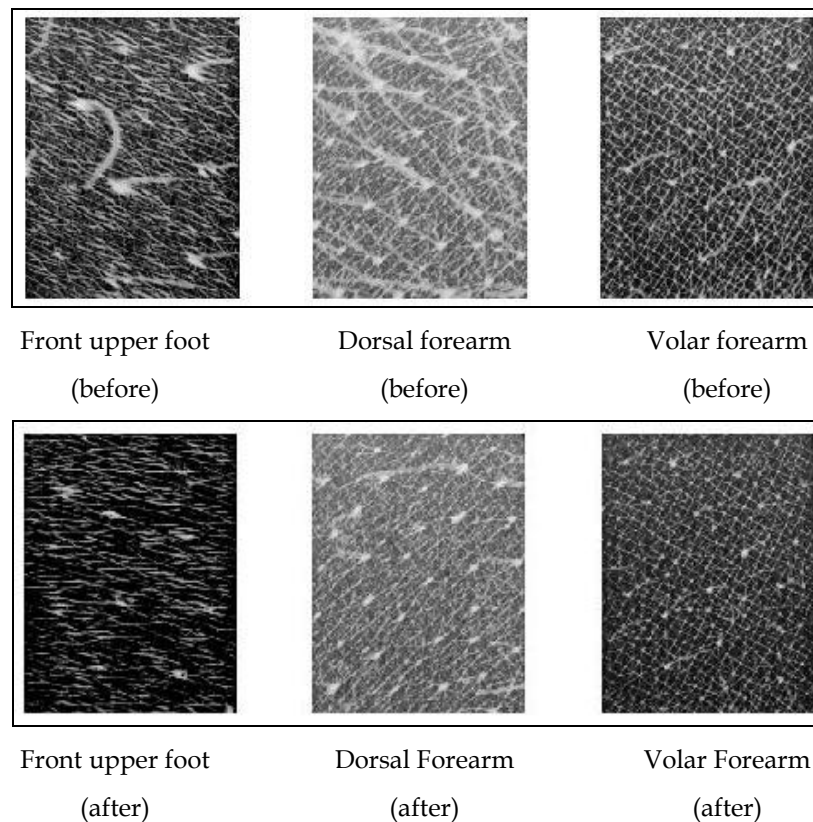 Front upper foot Dorsal forearm Volar forearm
(before) (before) (before)
Front upper foot Dorsal Forearm Volar Forearm
(after) (after) (after)